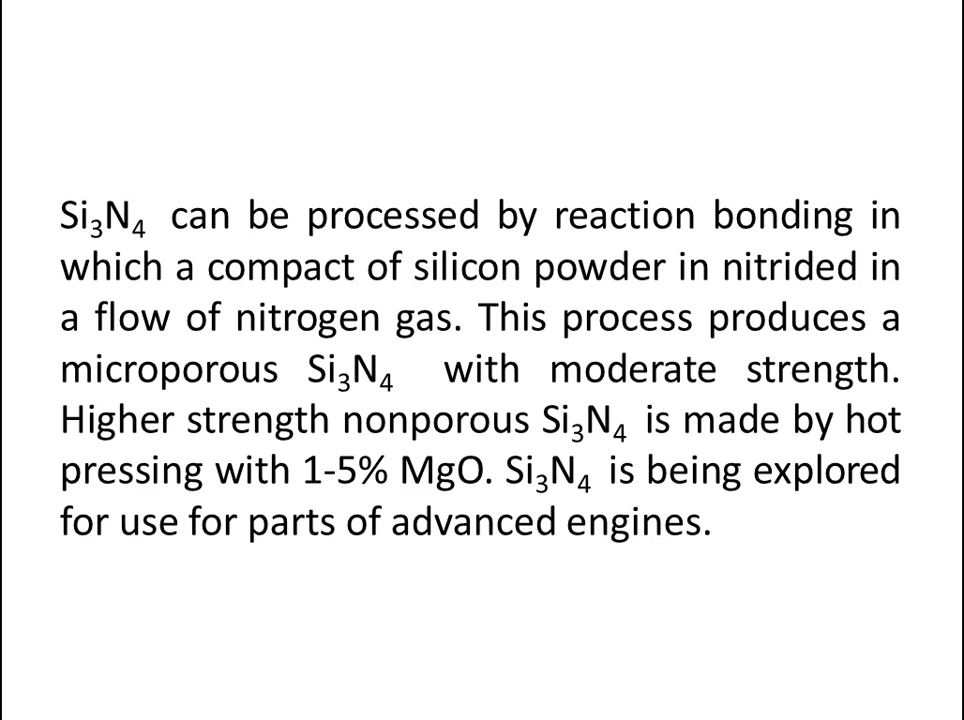 Si₃N₄ can be processed by reaction bonding in
which a compact of silicon powder in nitrided in
a flow of nitrogen gas. This process produces a
microporous Si₃N₄ with moderate strength.
Higher strength nonporous Si₃N₄ is made by hot
pressing with 1-5% MgO. Si₃N₄ is being explored
for use for parts of advanced engines.